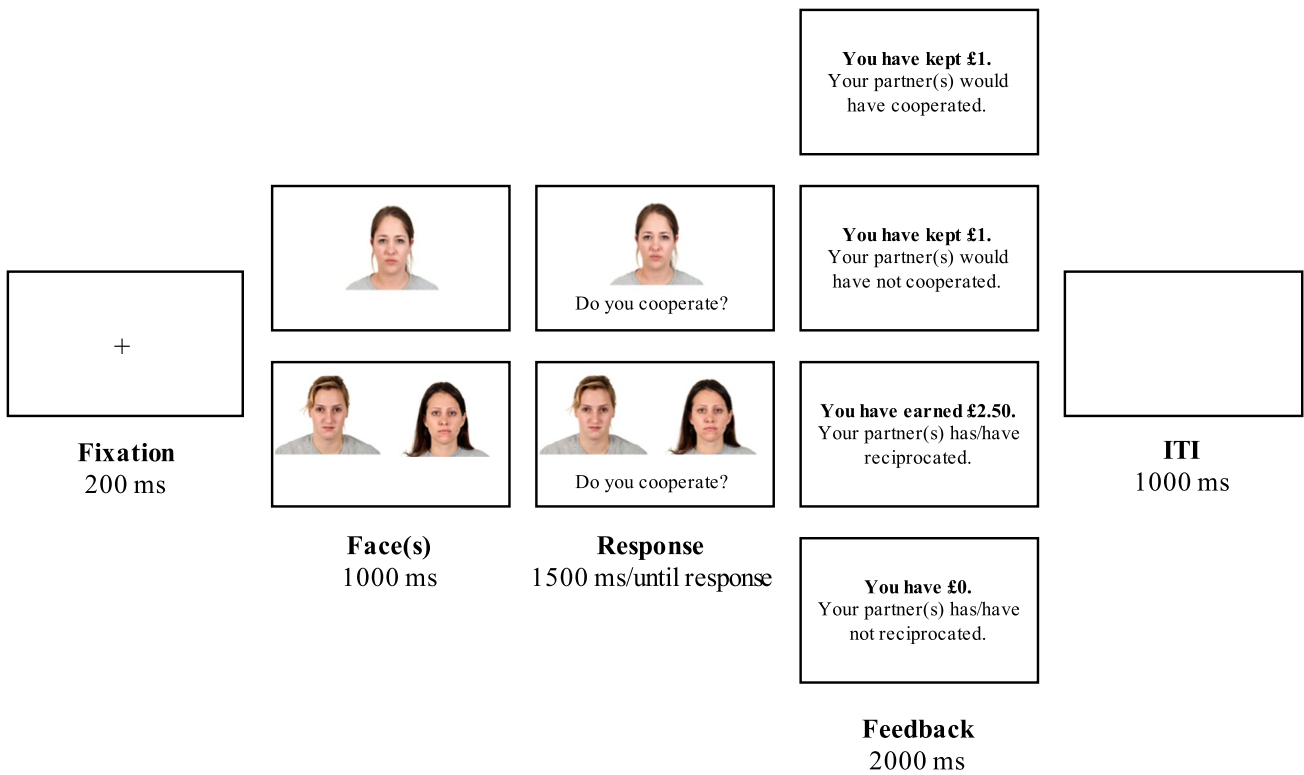 +
Fixation
200 ms
Face(s)
1000 ms
Do you cooperate?
Do you cooperate?
Response
1500 ms/until response
You have kept £1.
Your partner(s) would
have cooperated.
You have kept £1.
Your partner(s) would
have not cooperated.
You have earned £2.50.
Your partner(s) has/have
reciprocated.
You have £0.
Your partner(s) has/have
not reciprocated.
Feedback
2000 ms
ITI
1000 ms